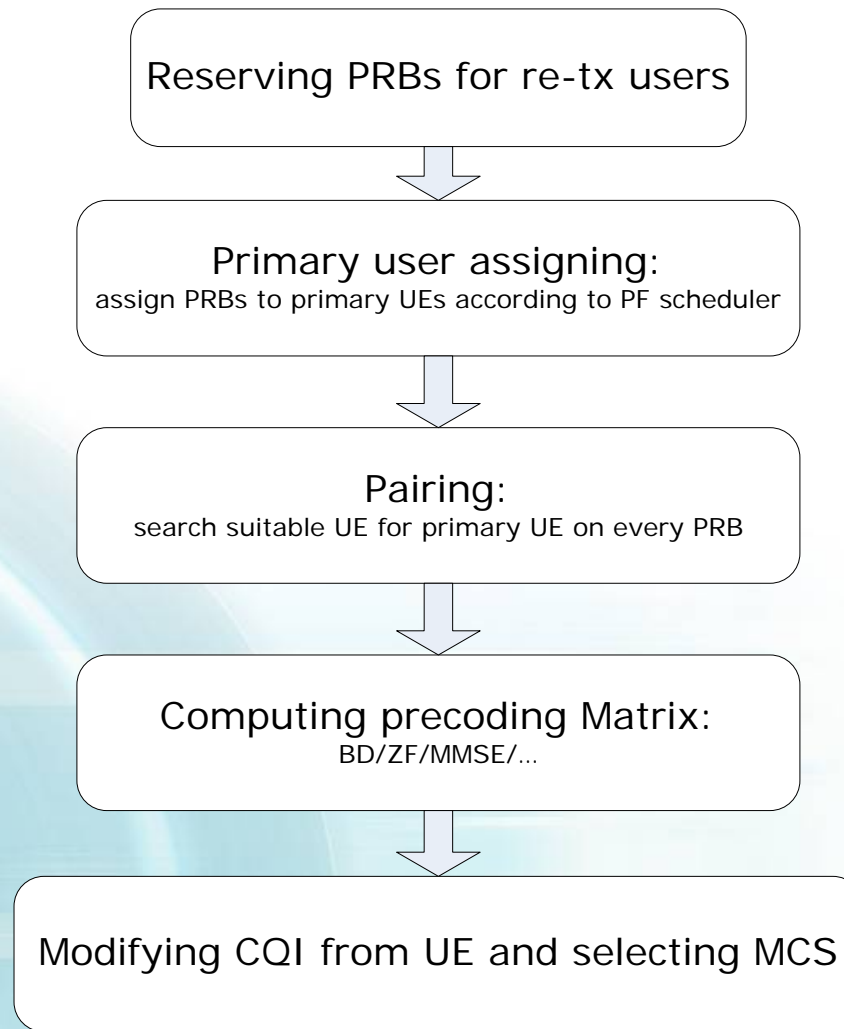 Reserving PRBs for re-tx users
Primary user assigning:
assign PRBs to primary UEs according to PF scheduler
Pairing:
search suitable UE for primary UE on every PRB
Computing precoding Matrix:
BD/ZF/MMSE/...
Modifying CQI from UE and selecting MCS